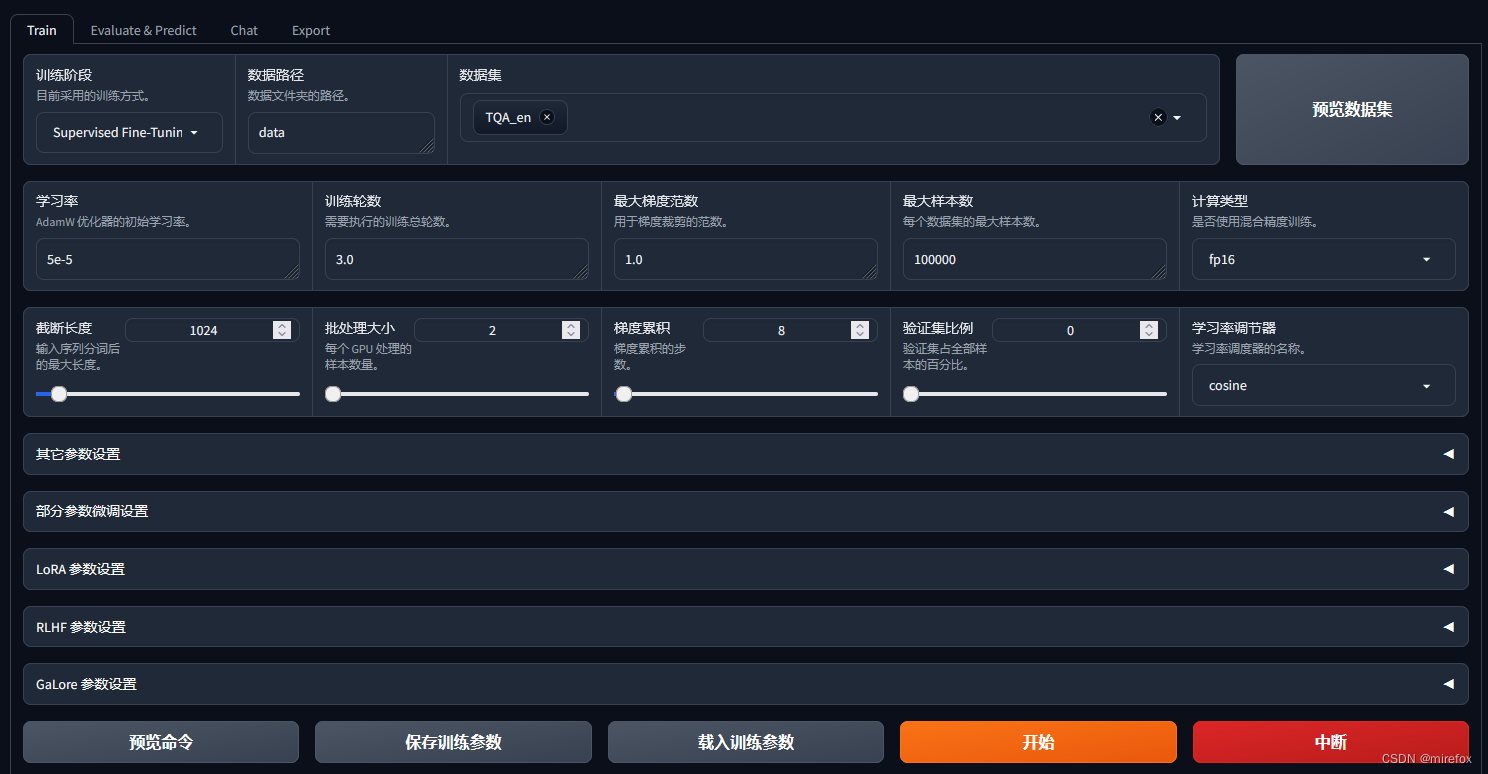 Train Evaluate & Predict Chat Export
训练阶段 数据路径 数据集
目前采用的训练方式。 数据文件夹的路径。
Supervised Fine-Tunin data TQA_en
预览数据集
学习率 训练轮数 最大梯度范数 最大样本数 计算类型
AdamW 优化器的初始学习率。 需要执行的训练总轮数。 用于梯度裁剪的范数。 每个数据集的最大样本数。 是否使用混合精度训练。
5e-5 3.0 1.0 100000 fp16
截断长度 1024 批处理大小 2 梯度累积 8 验证集比例 0 学习率调节器
输入序列分词后 每个 GPU 处理的 梯度累积的步 验证集占全部样 学习率调度器的名称。
的最大长度。 样本数量。 数。 本的百分比。
cosine
其它参数设置
部分参数微调设置
LoRA 参数设置
RLHF 参数设置
GaLore 参数设置
预览命令 保存训练参数 载入训练参数 开始 中断
CSDN @mirefox